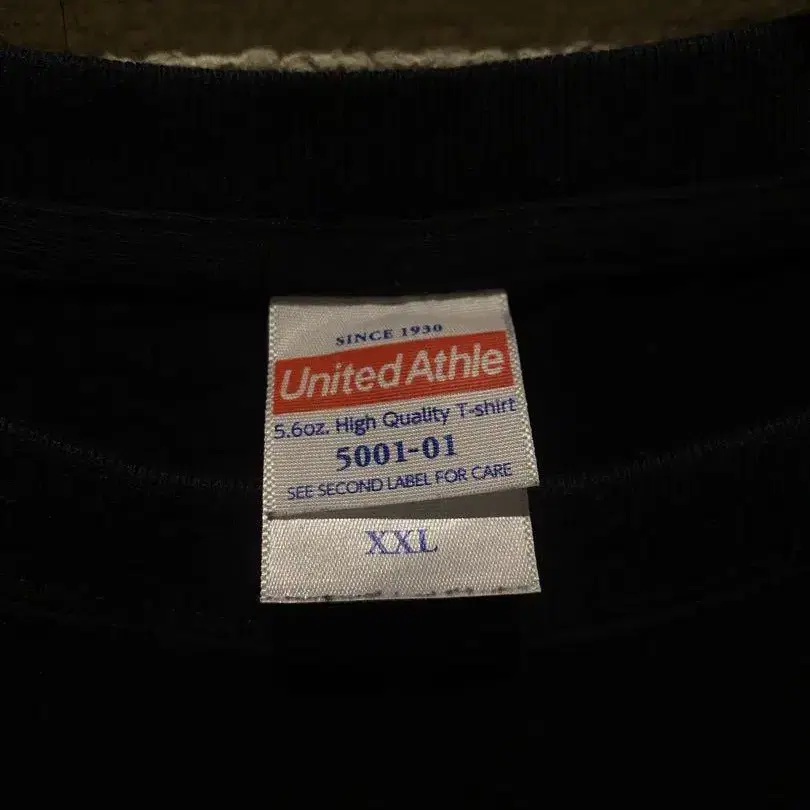 SINCE 1930
United Athle
5.6oz. High Quality T-shirt
5001-01
SEE SECOND LABEL FOR CARE
XXL